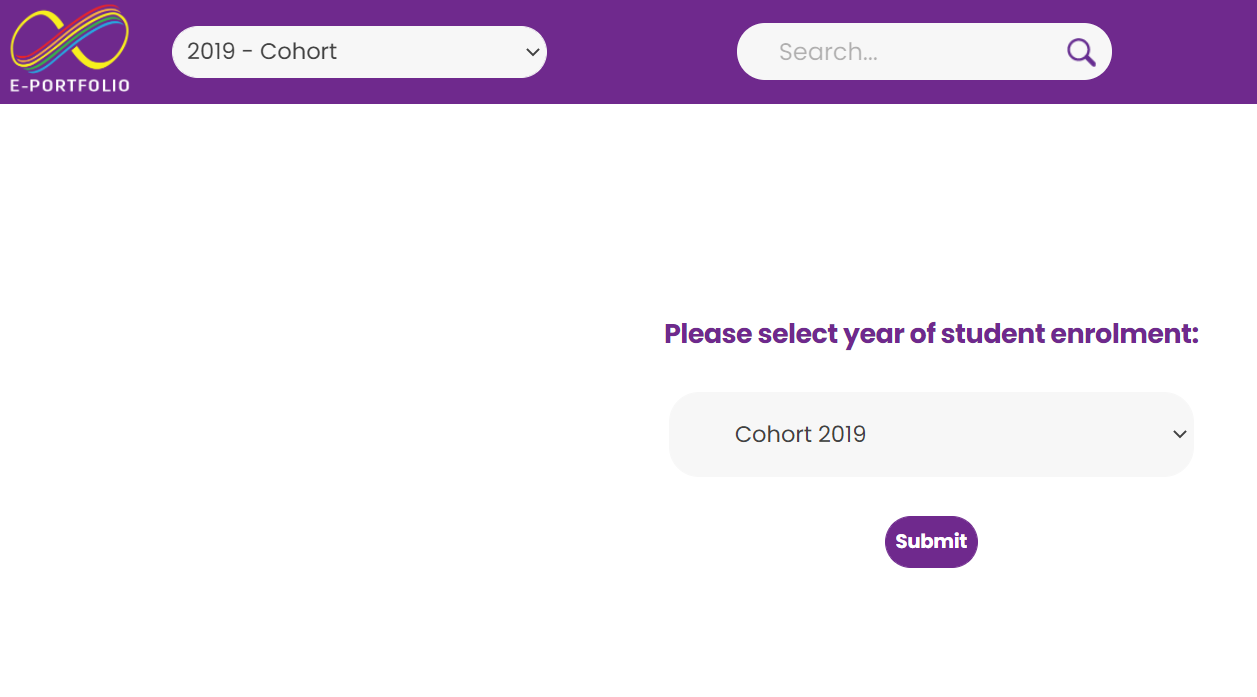 E-PORTFOLIO
2019 - Cohort
Search...
Please select year of student enrolment:
Cohort 2019
Submit